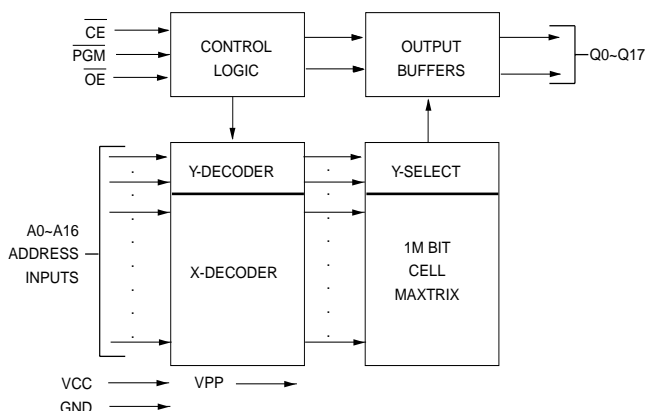 CE
PGM
OE
CONTROL
LOGIC
OUTPUT
BUFFERS
Q0~Q17
A0~A16
ADDRESS
INPUTS
Y-DECODER
X-DECODER
Y-SELECT
1M BIT
CELL
MAXTRIX
VCC
VPP
GND